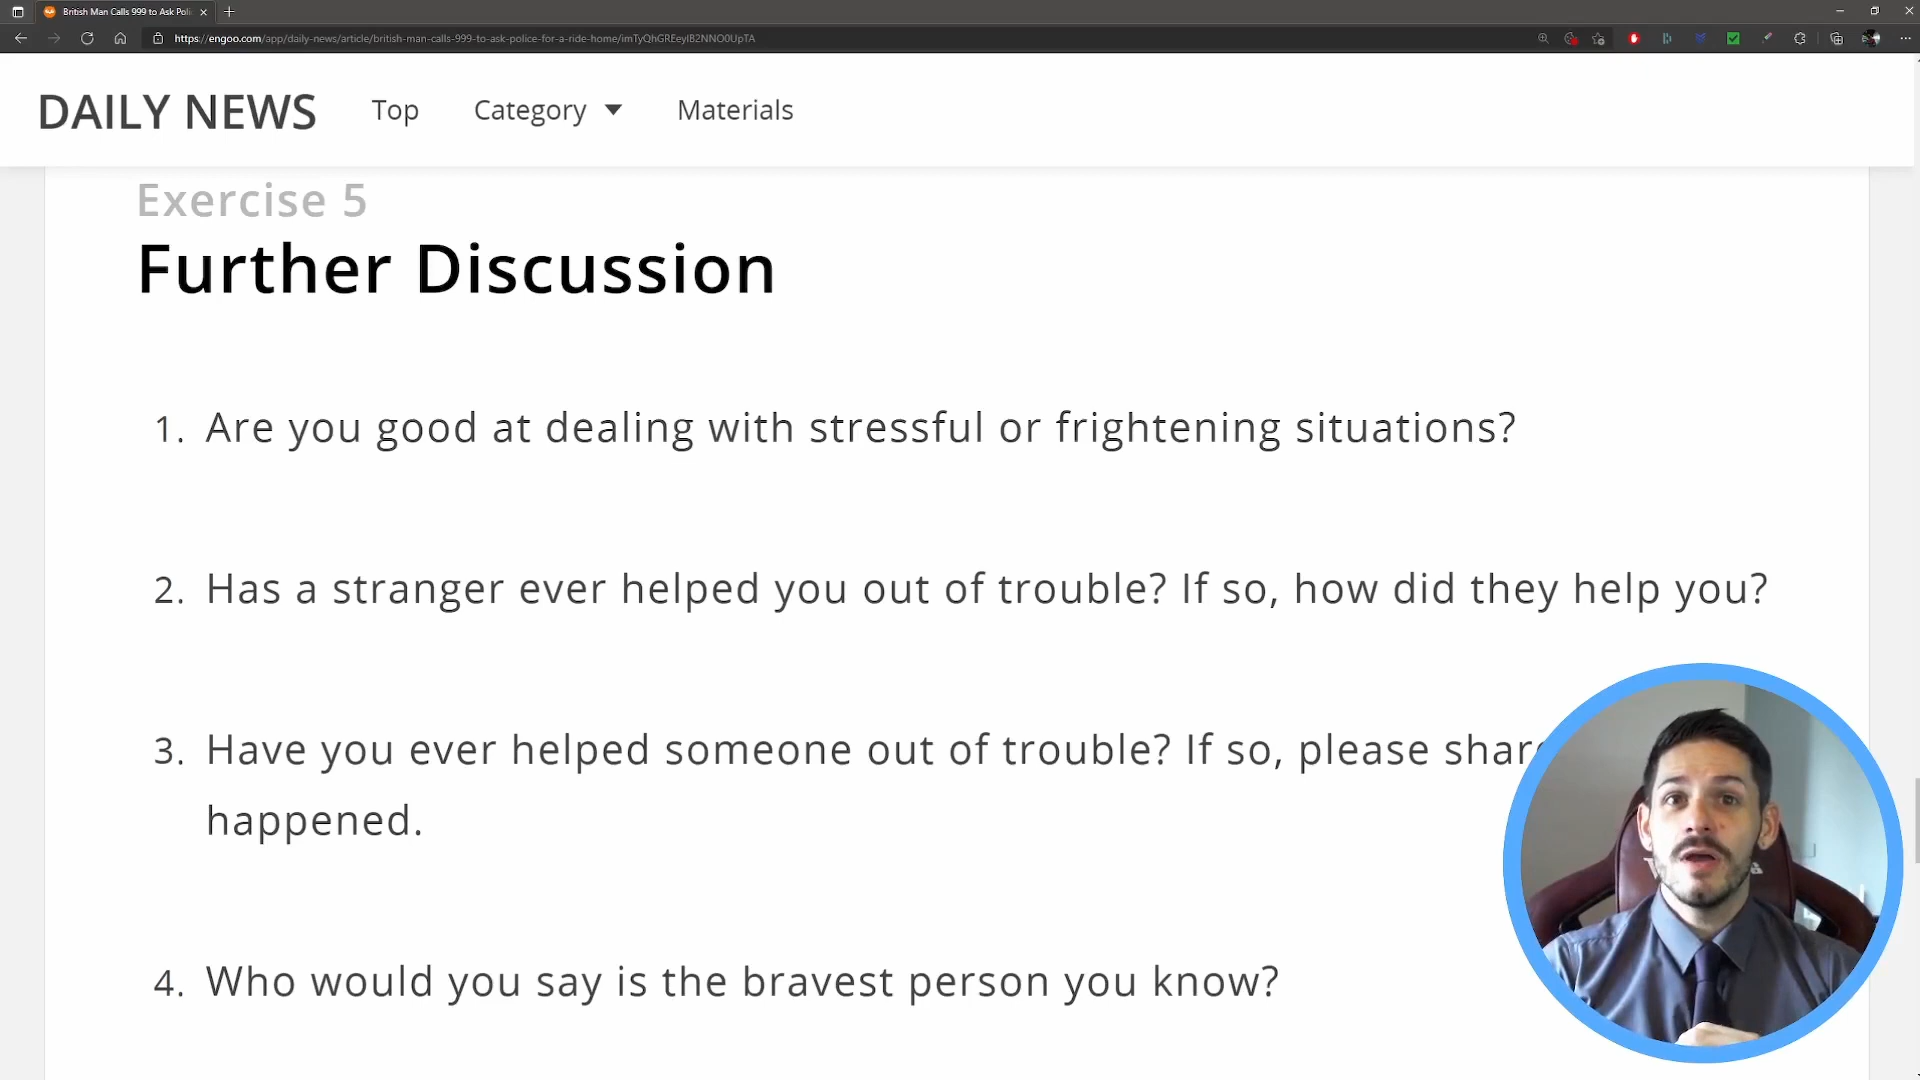 British Man Calls 999 to Ask Poli
https://engoo.com/app/daily-news/article/british-man-calls-999-to-ask-police-for-a-ride-home/imTyQhGREeyIB2NNO0UpTA
DAILY NEWS Top Category Materials
Exercise 5
Further Discussion
1. Are you good at dealing with stressful or frightening situations?
2. Has a stranger ever helped you out of trouble? If so, how did they help you?
3. Have you ever helped someone out of trouble? If so, please share
happened.
4. Who would you say is the bravest person you know?